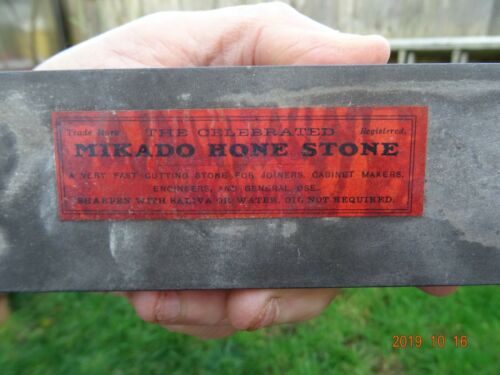 Trade Mark THE CELEBRATED Registered.
MIKADO HONE STONE
A VERY FAST CUTTING STONE FOR JOINERS, CABINET MAKERS,
ENGINEERS, AND GENERAL USE.
SHARPEN WITH SALIVA OR WATER, OIL NOT REQUIRED.
2019 10 16